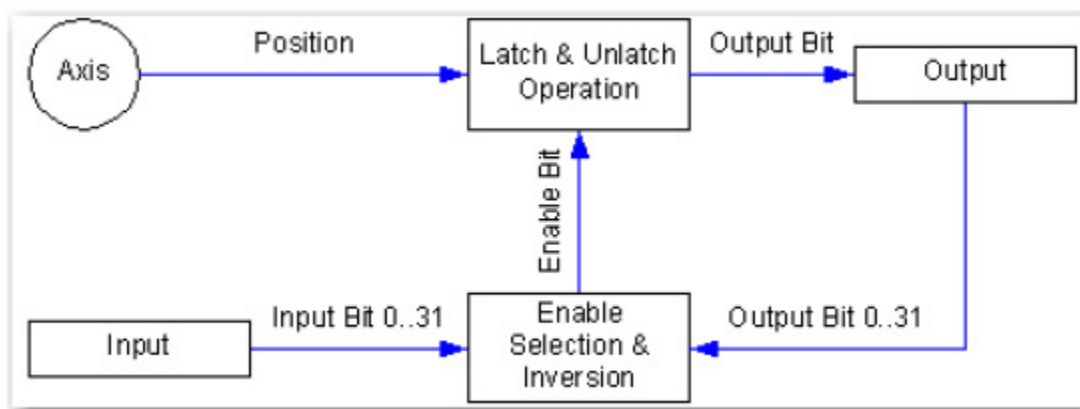 Axis
Position
Latch & Unlatch
Operation
Output Bit
Output
Enable Bit
Input
Input Bit 0..31
Enable
Selection &
Inversion
Output Bit 0..31